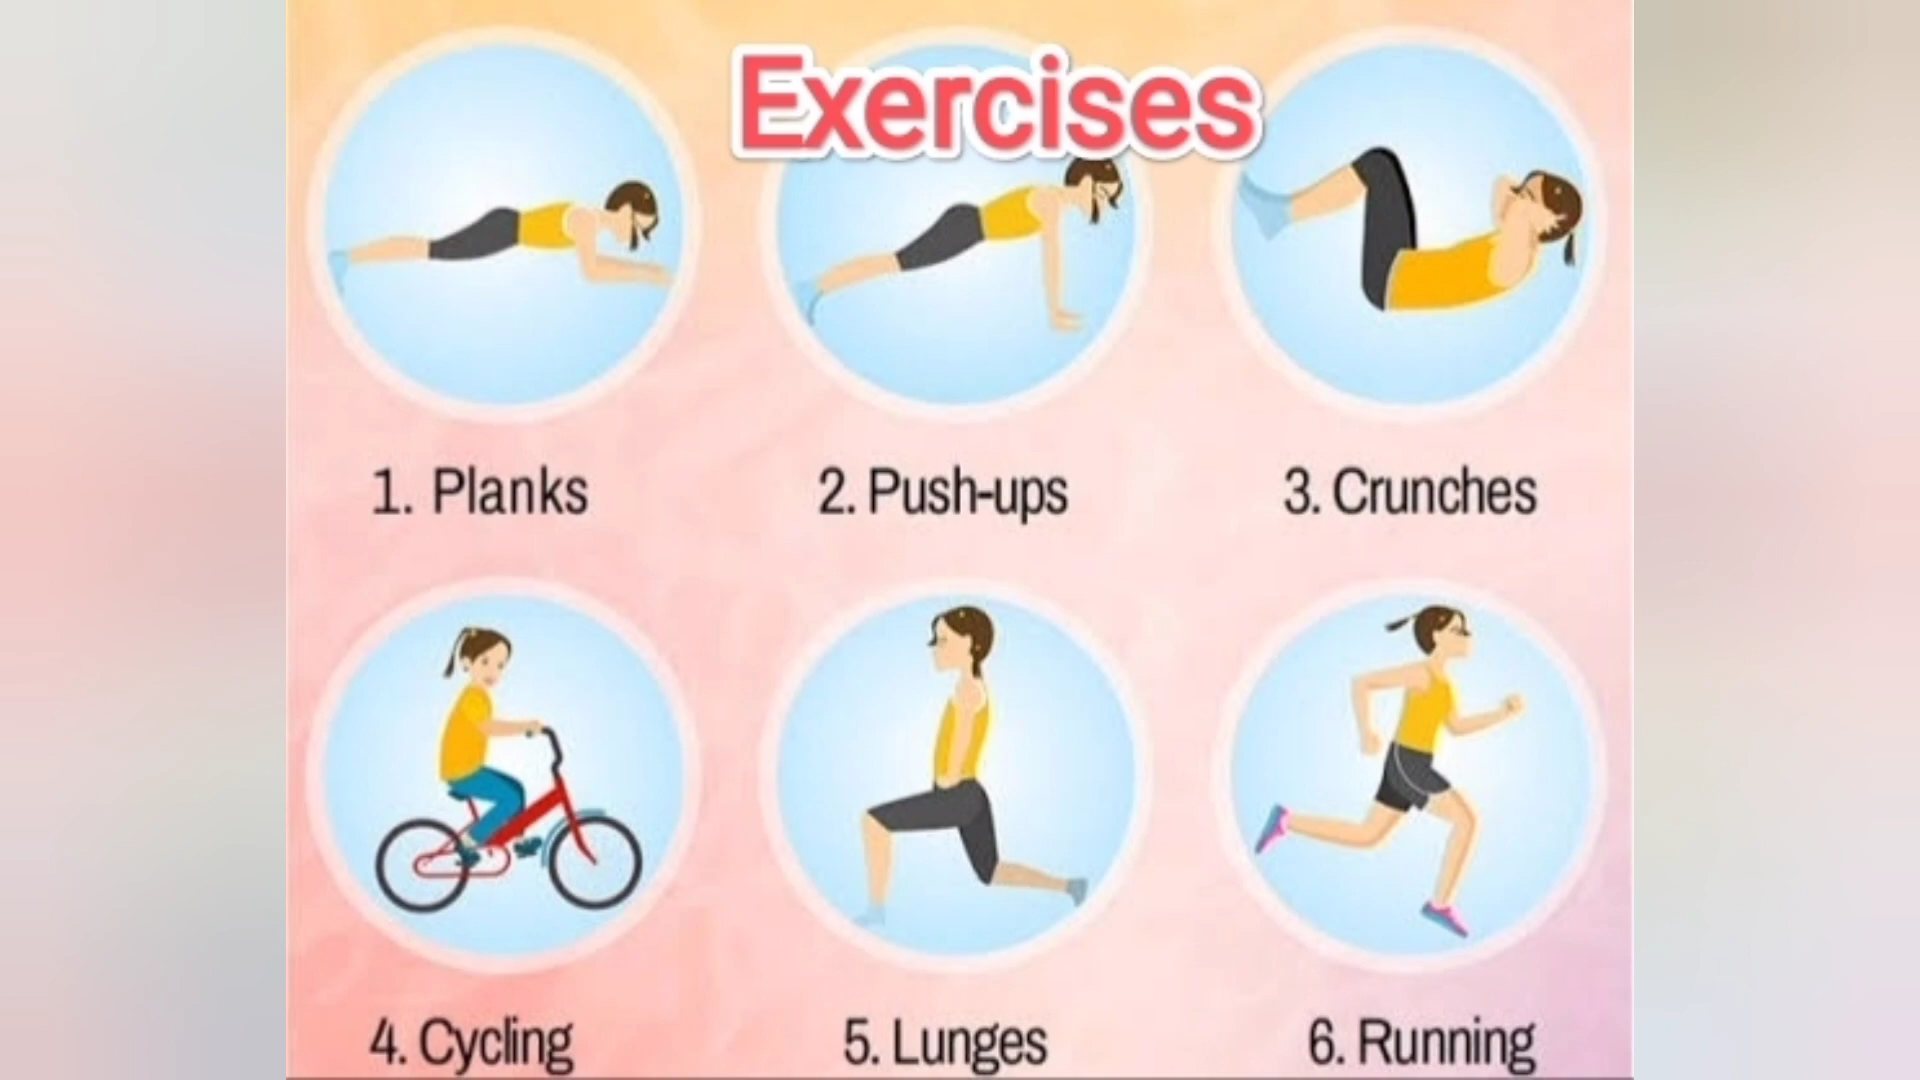 Exercises
1. Planks
2. Push-ups
3. Crunches
4. Cycling
5. Lunges
6. Running